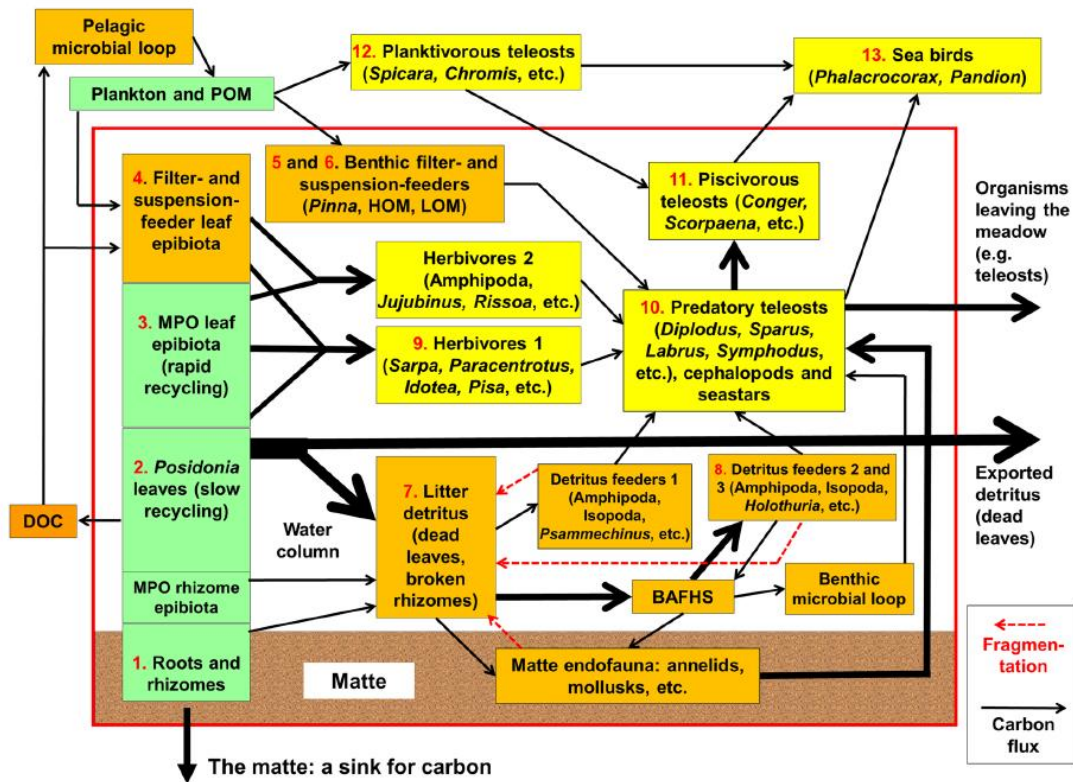 Pelagic
microbial loop
Plankton and POM
12. Planktivorous teleosts
(Spicara, Chromis, etc.)
13. Sea birds
(Phalacrocorax, Pandion)
4. Filter- and
suspension-
feeder leaf
epibiota
5 and 6. Benthic filter- and
suspension-feeders
(Pinna, HOM, LOM)
11. Piscivorous
teleosts (Conger,
Scorpaena, etc.)
Organisms
leaving the
meadow
(e.g.
teleosts)
Herbivores 2
(Amphipoda,
Jujubinus, Rissoa, etc.)
3. MPO leaf
epibiota
(rapid
recycling)
9. Herbivores 1
(Sarpa, Paracentrotus,
Idotea, Pisa, etc.)
10. Predatory teleosts
(Diplodus, Sparus,
Labrus, Symphodus,
etc.), cephalopods and
seastars
2. Posidonia
leaves (slow
recycling)
DOC
Water
column
7. Litter
detritus
(dead
leaves,
broken
rhizomes)
Detritus feeders 1
(Amphipoda,
Isopoda,
Psammechinus, etc.)
8. Detritus feeders 2 and
3 (Amphipoda, Isopoda,
Holothuria, etc.)
Exported
detritus
(dead
leaves)
MPO rhizome
epibiota
BAFHS
Benthic
microbial loop
1. Roots and
rhizomes
Matte
Matte endofauna: annelids,
mollusks, etc.
Fragmen-
tation
Carbon
flux
The matte: a sink for carbon